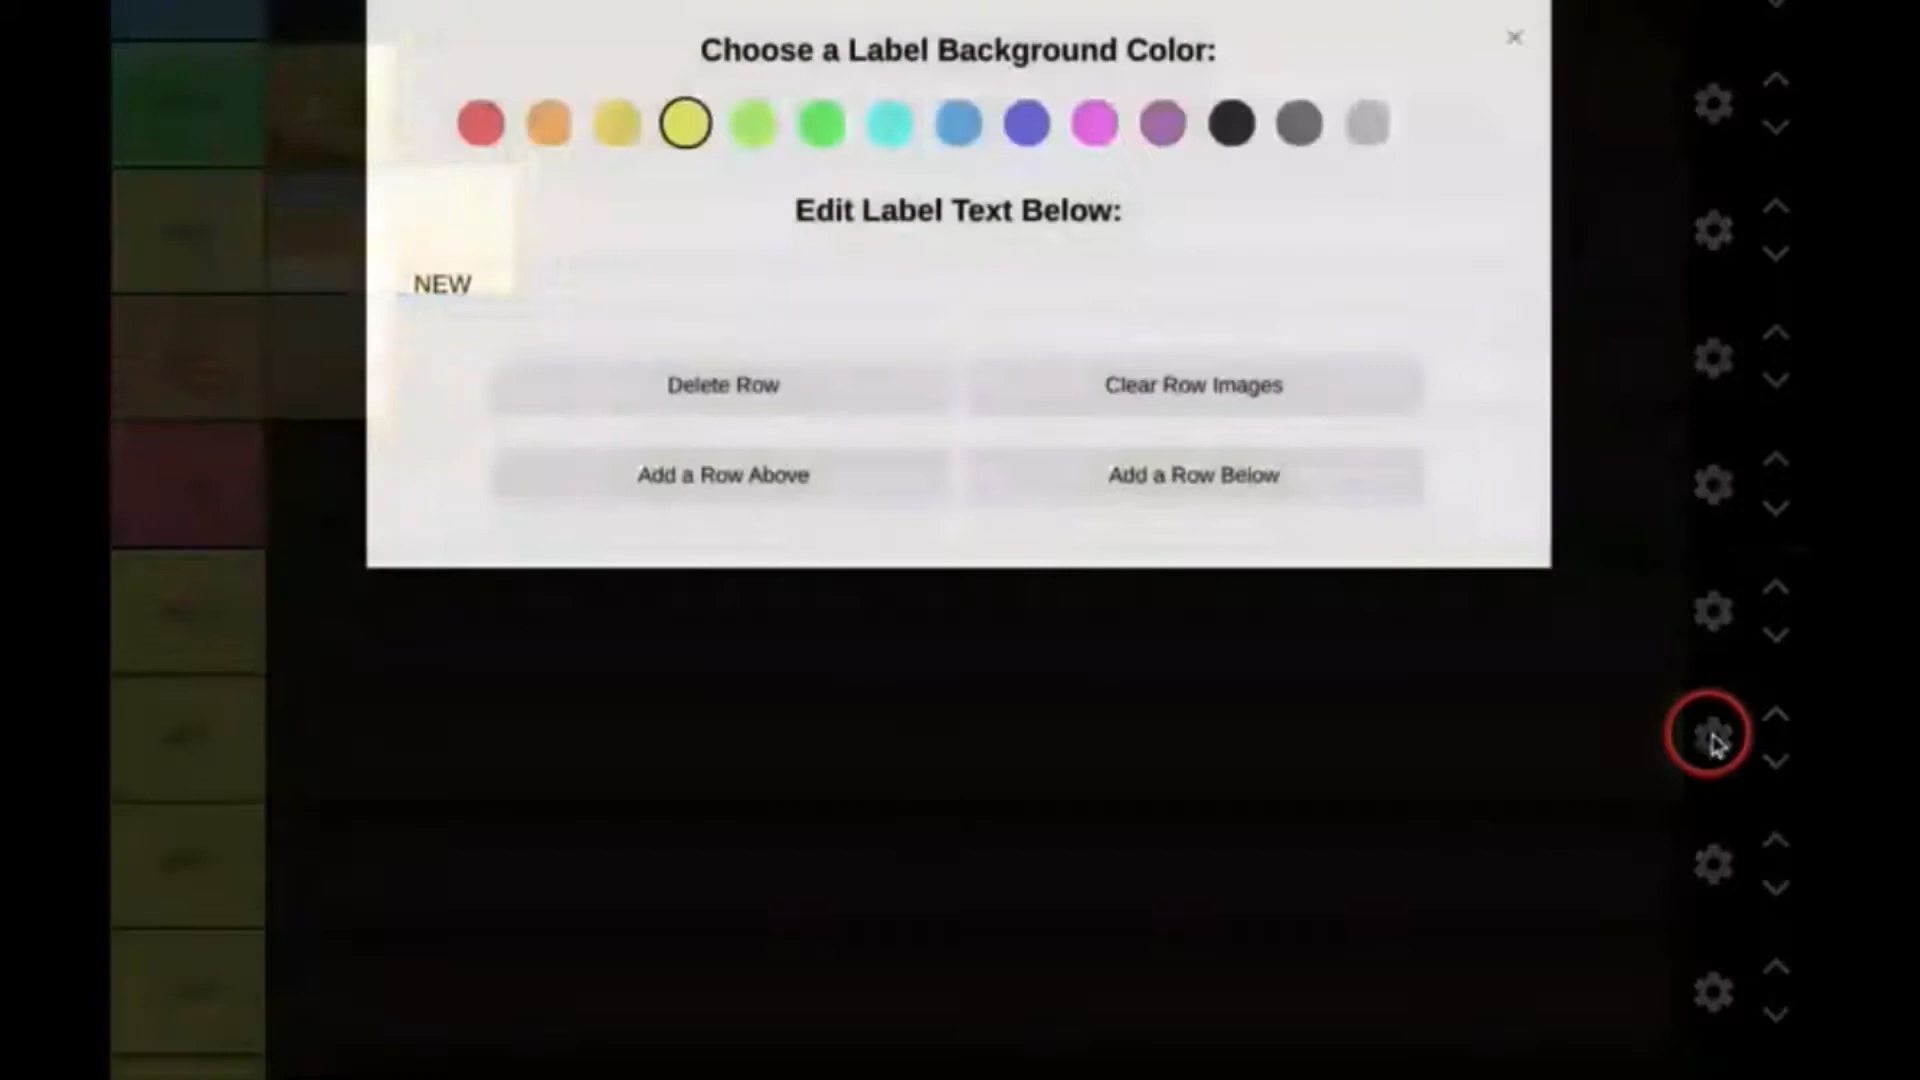 Choose a Label Background Color:
Edit Label Text Below:
NEW
Delete Row
Clear Row Images
Add a Row Above
Add a Row Below